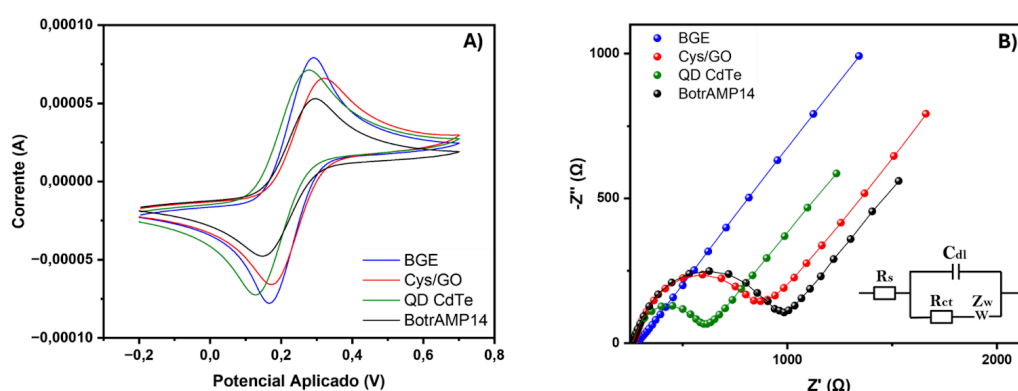 A)
0,00010
0,00005
0,00000
−0,00005
−0,00010
Corrente (A)
−0,2 0,0 0,2 0,4 0,6 0,8
Potencial Aplicado (V)
BGE
Cys/GO
QD CdTe
BotrAMP14
B)
BGE
Cys/GO
QD CdTe
BotrAMP14
-1000
-500
0
-Z'' (Ω)
1000 2000
Z' (Ω)
Cdl
Rs
Rct Zw
W